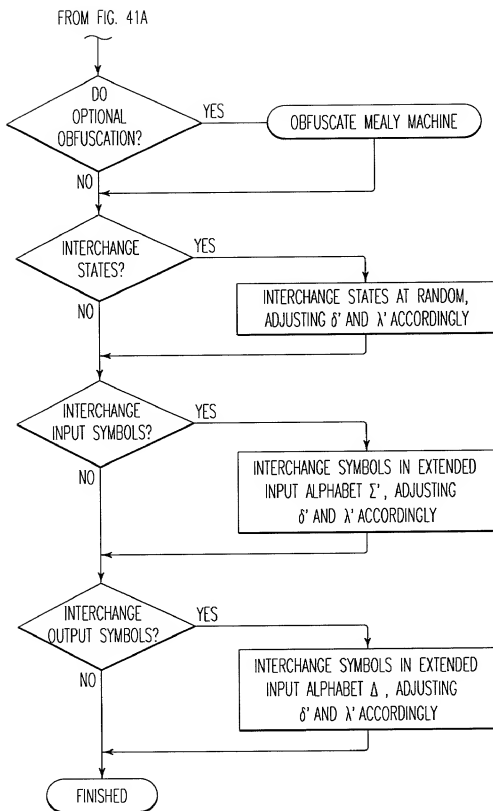 FROM FIG. 41A
DO
OPTIONAL
OBFUSCATION?
YES
OBFUSCATE MEALY MACHINE
NO
INTERCHANGE
STATES?
YES
INTERCHANGE STATES AT RANDOM,
ADJUSTING δ' AND λ' ACCORDINGLY
NO
INTERCHANGE
INPUT SYMBOLS?
YES
INTERCHANGE SYMBOLS IN EXTENDED
INPUT ALPHABET Σ', ADJUSTING
δ' AND λ' ACCORDINGLY
NO
INTERCHANGE
OUTPUT SYMBOLS?
YES
INTERCHANGE SYMBOLS IN EXTENDED
INPUT ALPHABET Δ , ADJUSTING
δ' AND λ' ACCORDINGLY
NO
FINISHED